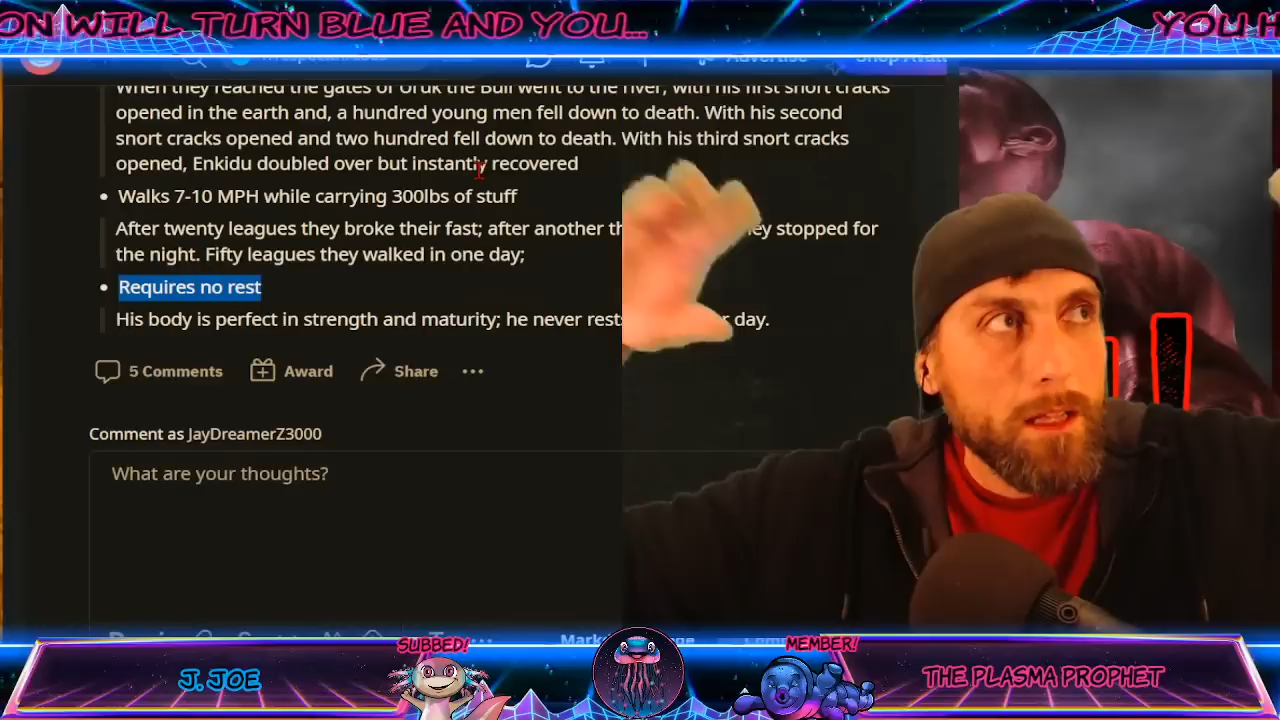 ON WILL TURN BLUE AND YOU...
YOU H
Advertise
When they reached the gates of Uruk the Bull went to the river, with his first snort cracks
opened in the earth and, a hundred young men fell down to death. With his second
snort cracks opened and two hundred fell down to death. With his third snort cracks
opened, Enkidu doubled over but instantly recovered
• Walks 7-10 MPH while carrying 300lbs of stuff
After twenty leagues they broke their fast; after another th ey stopped for
the night. Fifty leagues they walked in one day;
• Requires no rest
His body is perfect in strength and maturity; he never rests r day.
5 Comments Award Share •••
Comment as JayDreamerZ3000
What are your thoughts?
SUBBED!
J. JOE
MEMBER!
THE PLASMA PROPHET